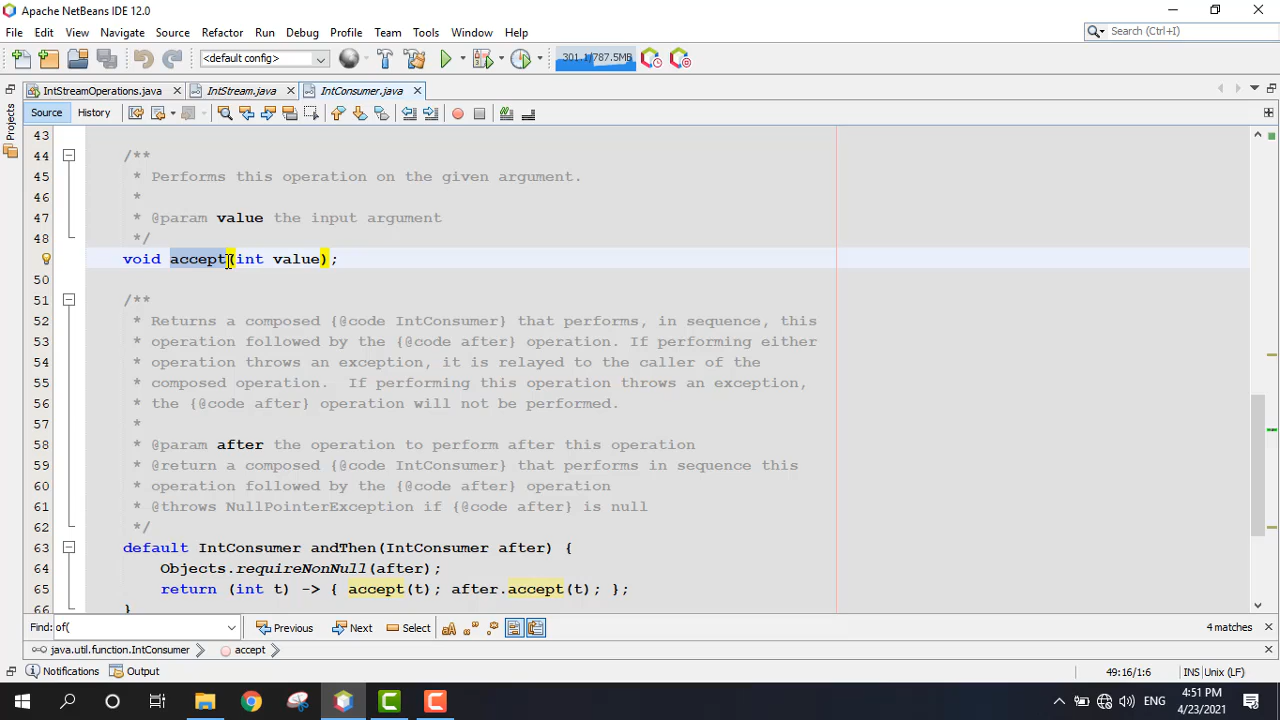 Apache NetBeans IDE 12.0
File Edit View Navigate Source Refactor Run Debug Profile Team Tools Window Help
Search (Ctrl+I)
<default config>
301.1/787.5MB
IntStreamOperations.java IntStream.java IntConsumer.java
Projects
Source History
43
44 /**
45 * Performs this operation on the given argument.
46 *
47 * @param value the input argument
48 */
49 void accept(int value);
50
51 /**
52 * Returns a composed {@code IntConsumer} that performs, in sequence, this
53 * operation followed by the {@code after} operation. If performing either
54 * operation throws an exception, it is relayed to the caller of the
55 * composed operation.  If performing this operation throws an exception,
56 * the {@code after} operation will not be performed.
57 *
58 * @param after the operation to perform after this operation
59 * @return a composed {@code IntConsumer} that performs in sequence this
60 * operation followed by the {@code after} operation
61 * @throws NullPointerException if {@code after} is null
62 */
63 default IntConsumer andThen(IntConsumer after) {
64 Objects.requireNonNull(after);
65 return (int t) -> { accept(t); after.accept(t); };
66 }
Find: of( Previous Next Select aA 4 matches
java.util.function.IntConsumer accept
Notifications Output 49:16/1:6 INS Unix (LF)
ENG 4:51 PM
4/23/2021